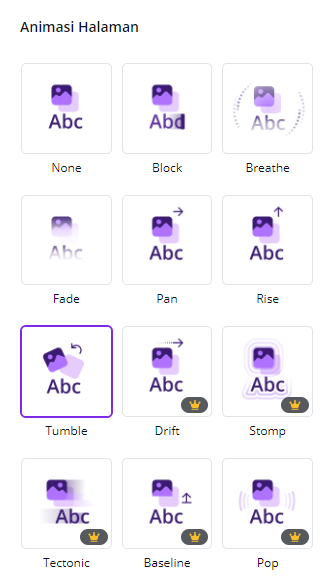 Animasi Halaman
Abc Abc Abc
None Block Breathe
Abc Abc Abc
Fade Pan Rise
Abc Abc Abc
Tumble Drift Stomp
Abc Abc Abc
Tectonic Baseline Pop